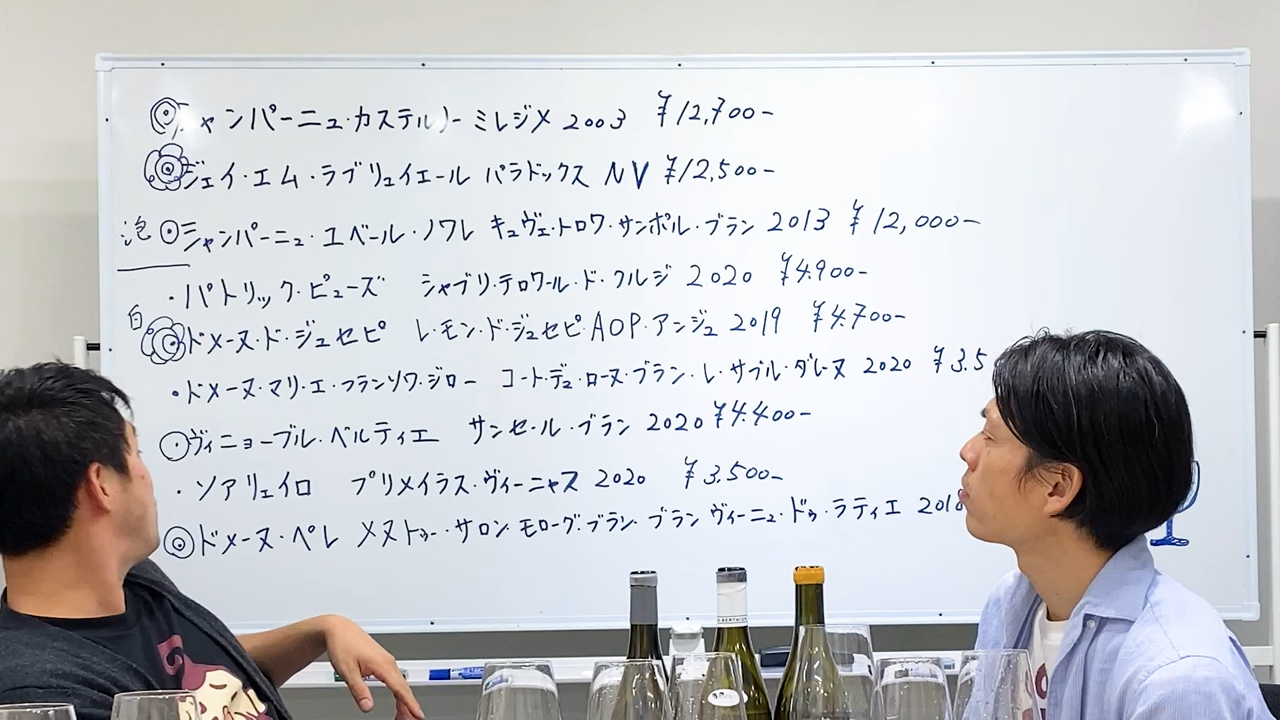 シャンパーニュ・カステルノー ミレジメ 2003 ¥12,700-
ジェイ・エム・ラブリュイエール パラドックス NV ¥12,500-
泡 シャンパーニュ・ユベール・ノワレ キュヴェ・トロワ・サンポル・ブラン 2013 ¥12,000-
・パトリック・ピューズ シャブリ・テロワール・ド・クルジ 2020 ¥4.900-
白 ドメーヌ・ド・ジュセピ レ・モン・ド・ジュセピ・AOP・アンジュ 2019 ¥4.700-
・ドメーヌ・マリ・エ・フランソワ・ジロー コート・デュ・ローヌ・ブラン・レ・サブル・ダレーヌ 2020 ¥3.5
ヴィニョーブル・ベルティエ サンセール・ブラン 2020 ¥4.400-
・ソアリェイロ プリメイラス・ヴィーニャス 2020 ¥3.500-
ドメーヌ・ペレ メヌトゥー・サロン モローグ・ブラン・ブラン ヴィーニュ・ドゥ・ラティエ